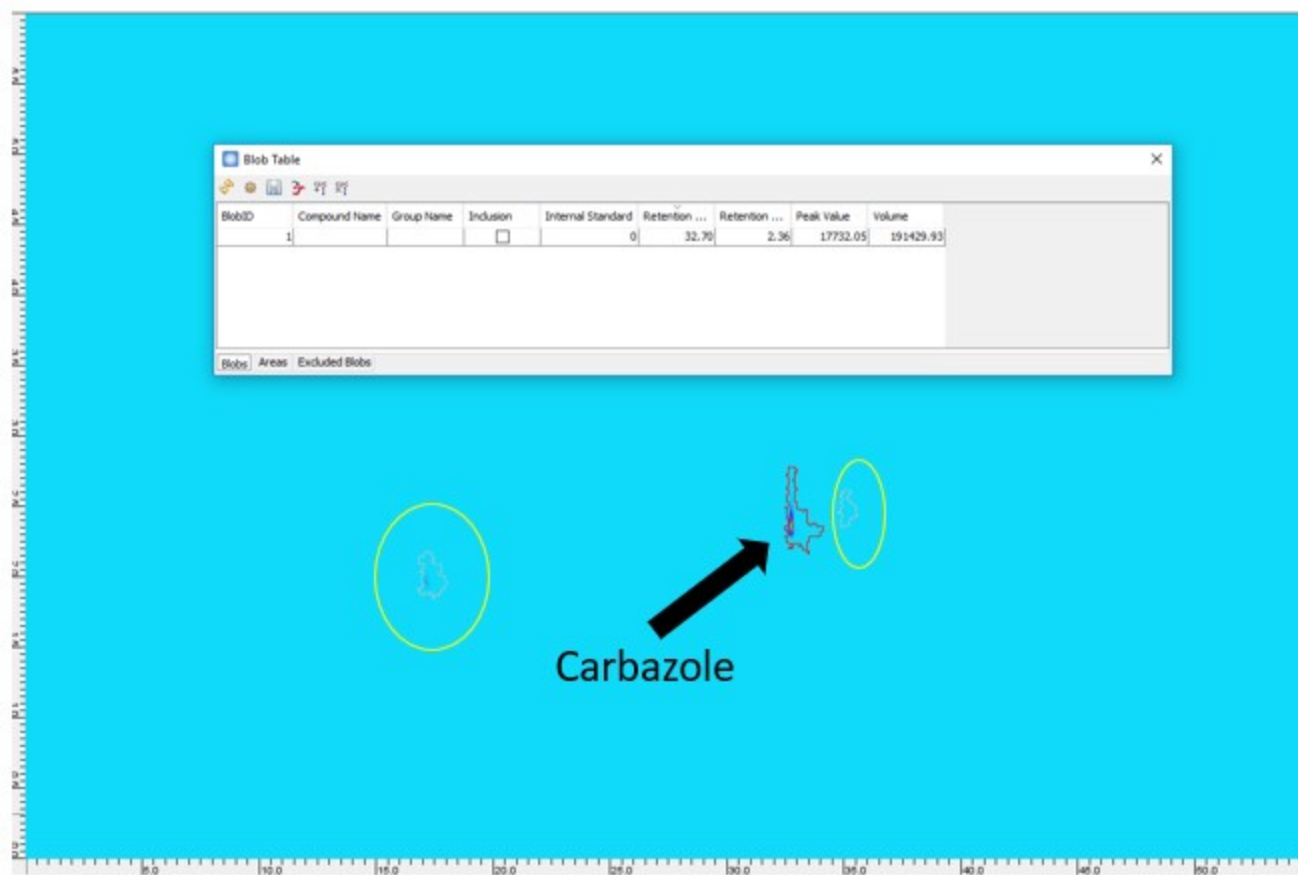 Blob Table
BlobID Compound Name Group Name Inclusion Internal Standard Retention ... Retention ... Peak Value Volume
1 0 32.70 2.36 17732.05 191429.93
Blobs Areas Excluded Blobs
Carbazole
5.0 10.0 15.0 20.0 25.0 30.0 35.0 40.0 45.0 50.0